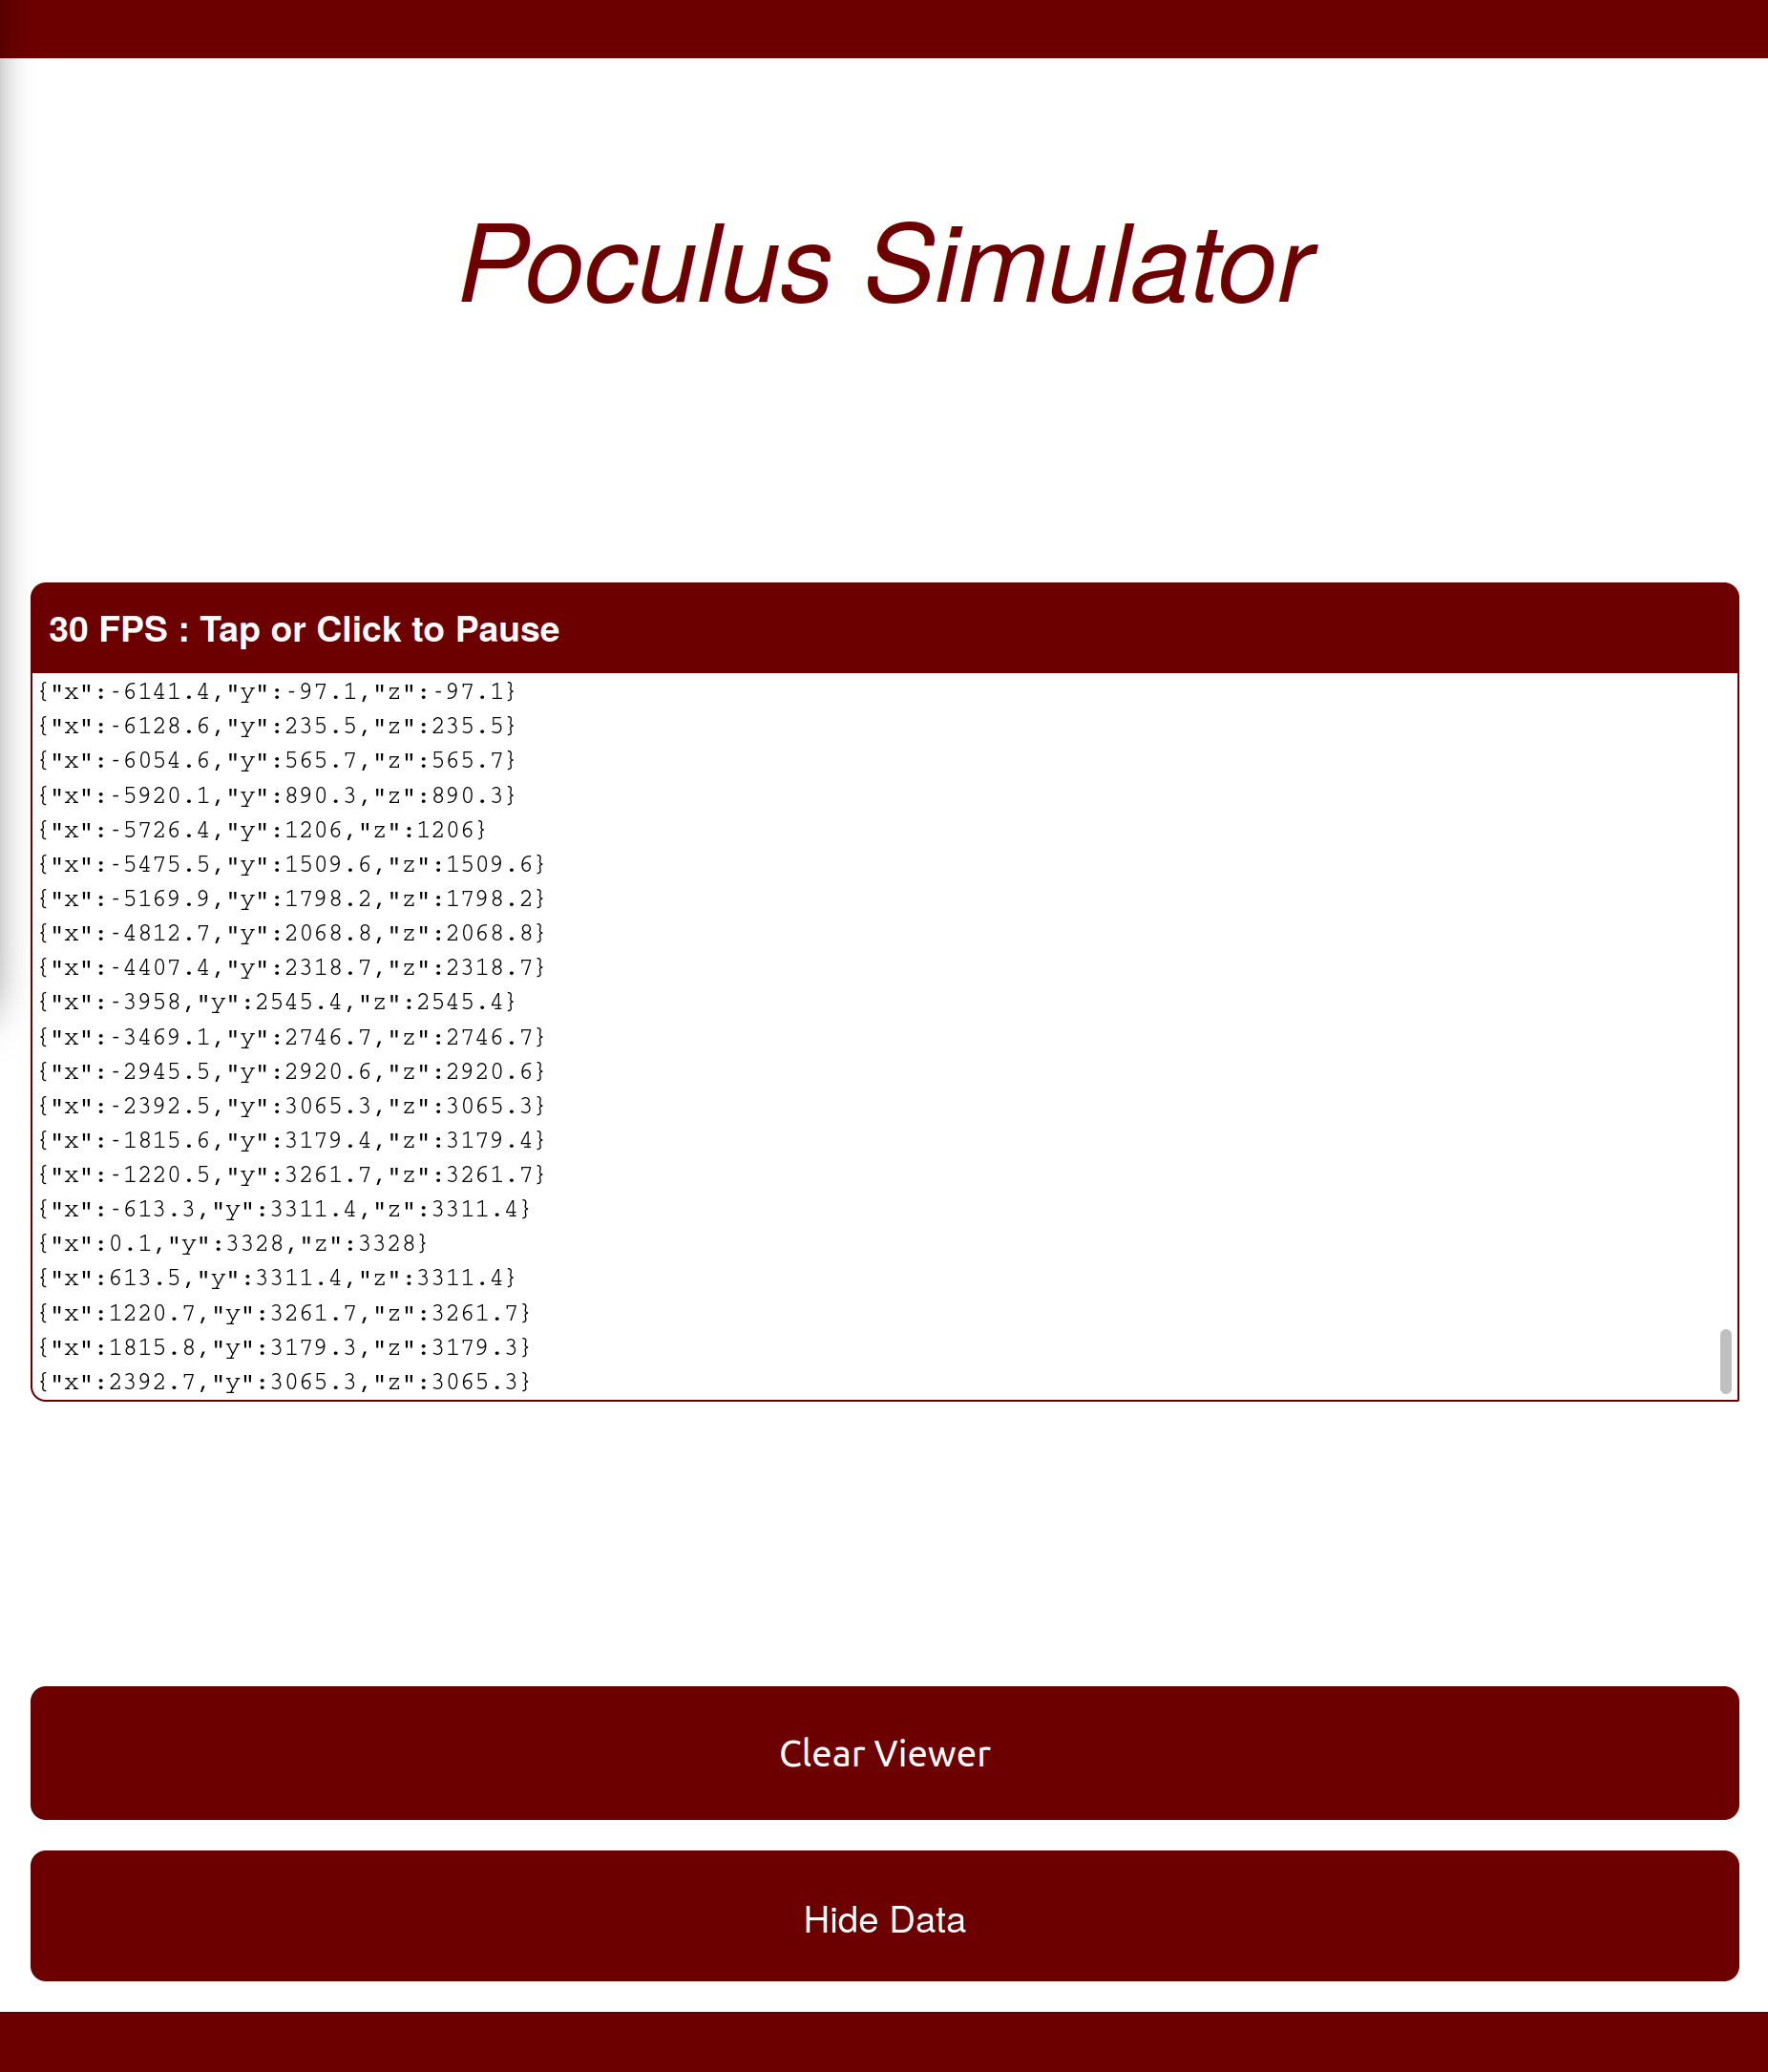 Poculus Simulator
30 FPS : Tap or Click to Pause
{"x":-6141.4,"y":-97.1,"z":-97.1}
{"x":-6128.6,"y":235.5,"z":235.5}
{"x":-6054.6,"y":565.7,"z":565.7}
{"x":-5920.1,"y":890.3,"z":890.3}
{"x":-5726.4,"y":1206,"z":1206}
{"x":-5475.5,"y":1509.6,"z":1509.6}
{"x":-5169.9,"y":1798.2,"z":1798.2}
{"x":-4812.7,"y":2068.8,"z":2068.8}
{"x":-4407.4,"y":2318.7,"z":2318.7}
{"x":-3958,"y":2545.4,"z":2545.4}
{"x":-3469.1,"y":2746.7,"z":2746.7}
{"x":-2945.5,"y":2920.6,"z":2920.6}
{"x":-2392.5,"y":3065.3,"z":3065.3}
{"x":-1815.6,"y":3179.4,"z":3179.4}
{"x":-1220.5,"y":3261.7,"z":3261.7}
{"x":-613.3,"y":3311.4,"z":3311.4}
{"x":0.1,"y":3328,"z":3328}
{"x":613.5,"y":3311.4,"z":3311.4}
{"x":1220.7,"y":3261.7,"z":3261.7}
{"x":1815.8,"y":3179.3,"z":3179.3}
{"x":2392.7,"y":3065.3,"z":3065.3}
Clear Viewer
Hide Data